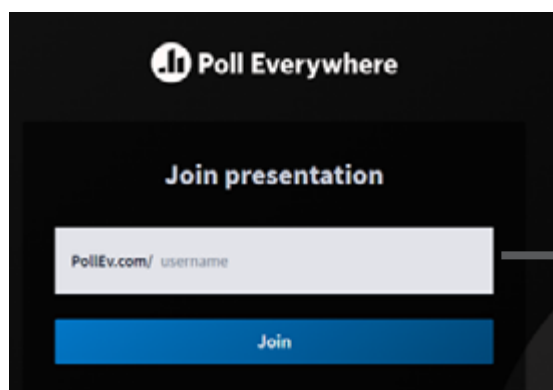 Poll Everywhere
Join presentation
PollEv.com/ username
Join